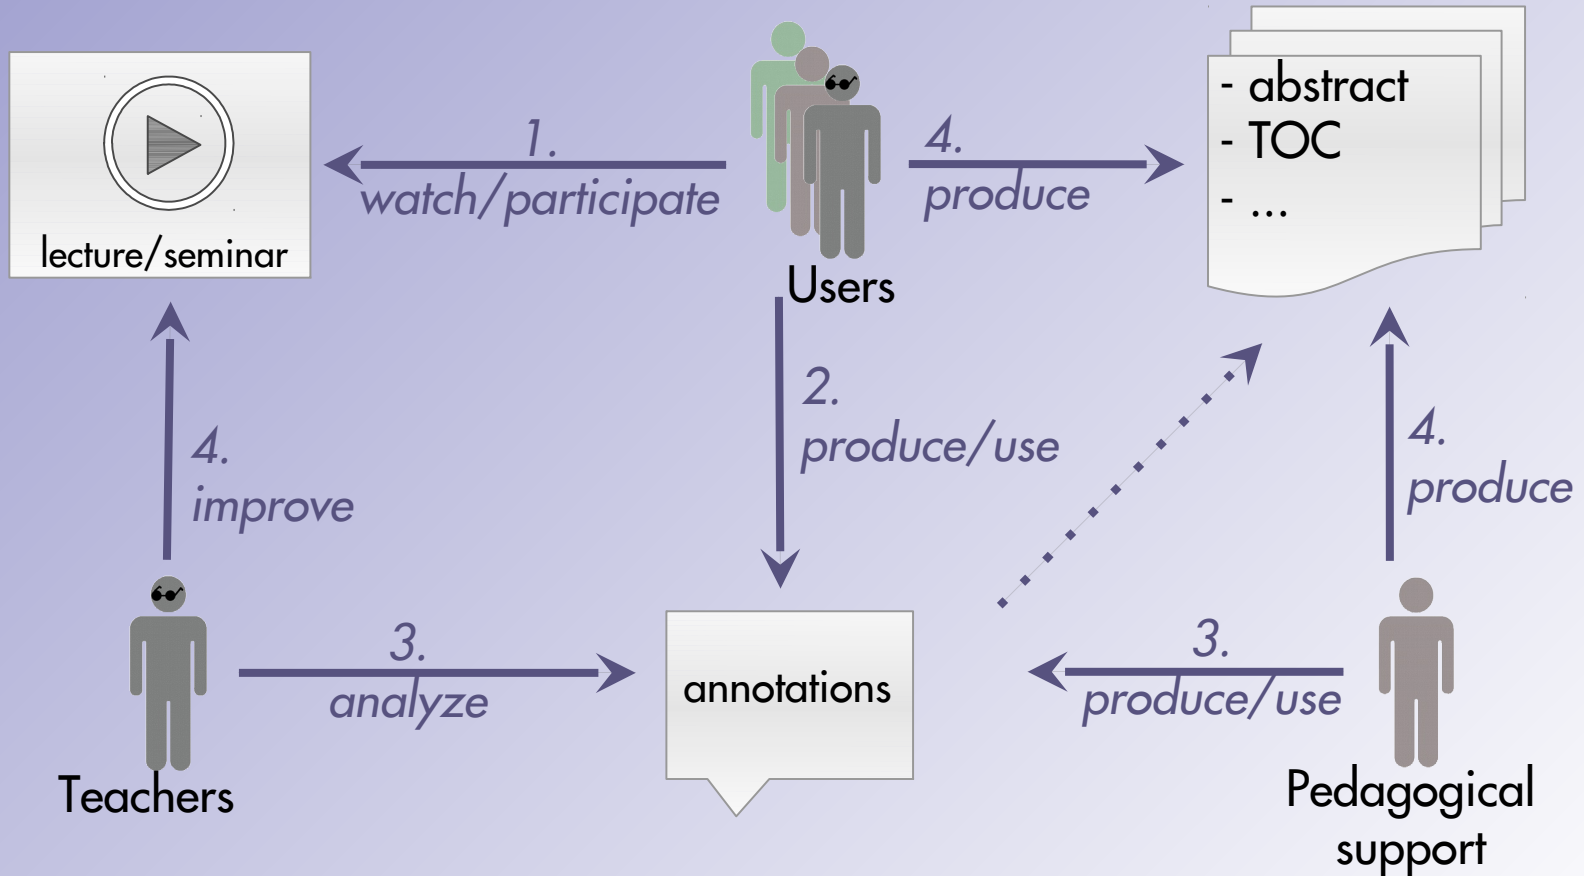 - abstract
- TOC
- ...
1.
watch/participate
4.
produce
lecture/seminar
Users
2.
produce/use
4.
improve
4.
produce
3.
analyze
annotations
3.
produce/use
Teachers
Pedagogical
support